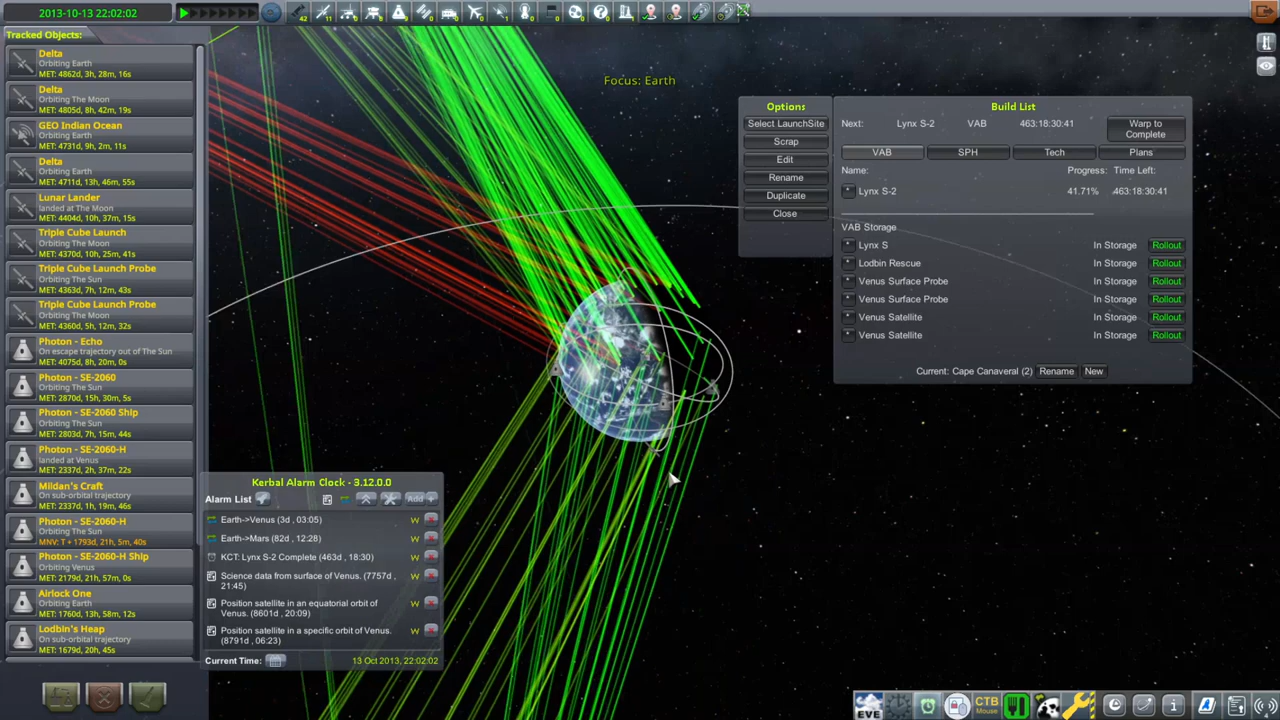 2013-10-13 22:02:02
Tracked Objects:
Delta
Orbiting Earth
MET: 4862d, 3h, 28m, 16s
Delta
Orbiting The Moon
MET: 4805d, 8h, 42m, 19s
GEO Indian Ocean
Orbiting Earth
MET: 4731d, 9h, 2m, 11s
Delta
Orbiting Earth
MET: 4711d, 13h, 46m, 55s
Lunar Lander
landed at The Moon
MET: 4404d, 10h, 37m, 15s
Triple Cube Launch
Orbiting The Moon
MET: 4370d, 10h, 25m, 41s
Triple Cube Launch Probe
Orbiting The Sun
MET: 4363d, 7h, 12m, 43s
Triple Cube Launch Probe
Orbiting The Moon
MET: 4360d, 5h, 12m, 32s
Photon - Echo
On escape trajectory out of The Sun
MET: 4075d, 8h, 20m, 0s
Photon - SE-2060
Orbiting The Sun
MET: 2870d, 15h, 30m, 5s
Photon - SE-2060 Ship
Orbiting The Sun
MET: 2803d, 7h, 15m, 44s
Photon - SE-2060-H
landed at Venus
MET: 2337d, 2h, 37m, 22s
Mildan's Craft
On sub-orbital trajectory
MET: 2337d, 1h, 19m, 46s
Photon - SE-2060-H
Orbiting The Sun
MNV: T + 1793d, 21h, 5m, 40s
Photon - SE-2060-H Ship
Orbiting Venus
MET: 2179d, 21h, 57m, 0s
Airlock One
Orbiting Earth
MET: 1760d, 13h, 58m, 12s
Lodbin's Heap
On sub-orbital trajectory
MET: 1679d, 20h, 45s
Focus: Earth
Options
Select LaunchSite
Scrap
Edit
Rename
Duplicate
Close
Build List
Next: Lynx S-2 VAB 463:18:30:41 Warp to Complete
VAB SPH Tech Plans
Name: Progress: Time Left:
* Lynx S-2 41.71% 463:18:30:41
VAB Storage
* Lynx S In Storage Rollout
* Lodbin Rescue In Storage Rollout
* Venus Surface Probe In Storage Rollout
* Venus Surface Probe In Storage Rollout
* Venus Satellite In Storage Rollout
* Venus Satellite In Storage Rollout
Current: Cape Canaveral (2) Rename New
Kerbal Alarm Clock - 3.12.0.0
Alarm List Add +
Earth->Venus (3d , 03:05) W
Earth->Mars (82d , 12:28) W
KCT: Lynx S-2 Complete (463d , 18:30) W
Science data from surface of Venus. (7757d , W
21:45)
Position satellite in an equatorial orbit of W
Venus. (8601d , 20:09)
Position satellite in a specific orbit of Venus. W
(8791d , 06:23)
Current Time: 13 Oct 2013, 22:02:02
EVE
CTB
Mouse